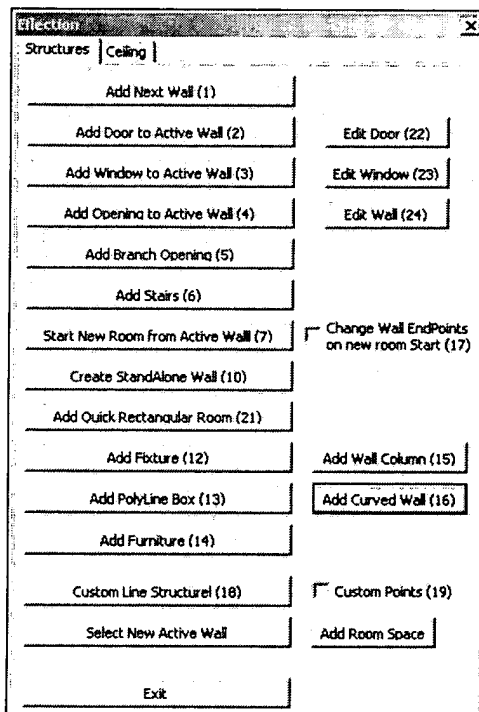 Ellection
Structures Ceiling
Add Next Wall (1)
Add Door to Active Wall (2) Edit Door (22)
Add Window to Active Wall (3) Edit Window (23)
Add Opening to Active Wall (4) Edit Wall (24)
Add Branch Opening (5)
Add Stairs (6)
Start New Room from Active Wall (7) Change Wall EndPoints
on new room Start (17)
Create StandAlone Wall (10)
Add Quick Rectangular Room (21)
Add Fixture (12) Add Wall Column (15)
Add PolyLine Box (13) Add Curved Wall (16)
Add Furniture (14)
Custom Line Structurel (18) Custom Points (19)
Select New Active Wall Add Room Space
Exit